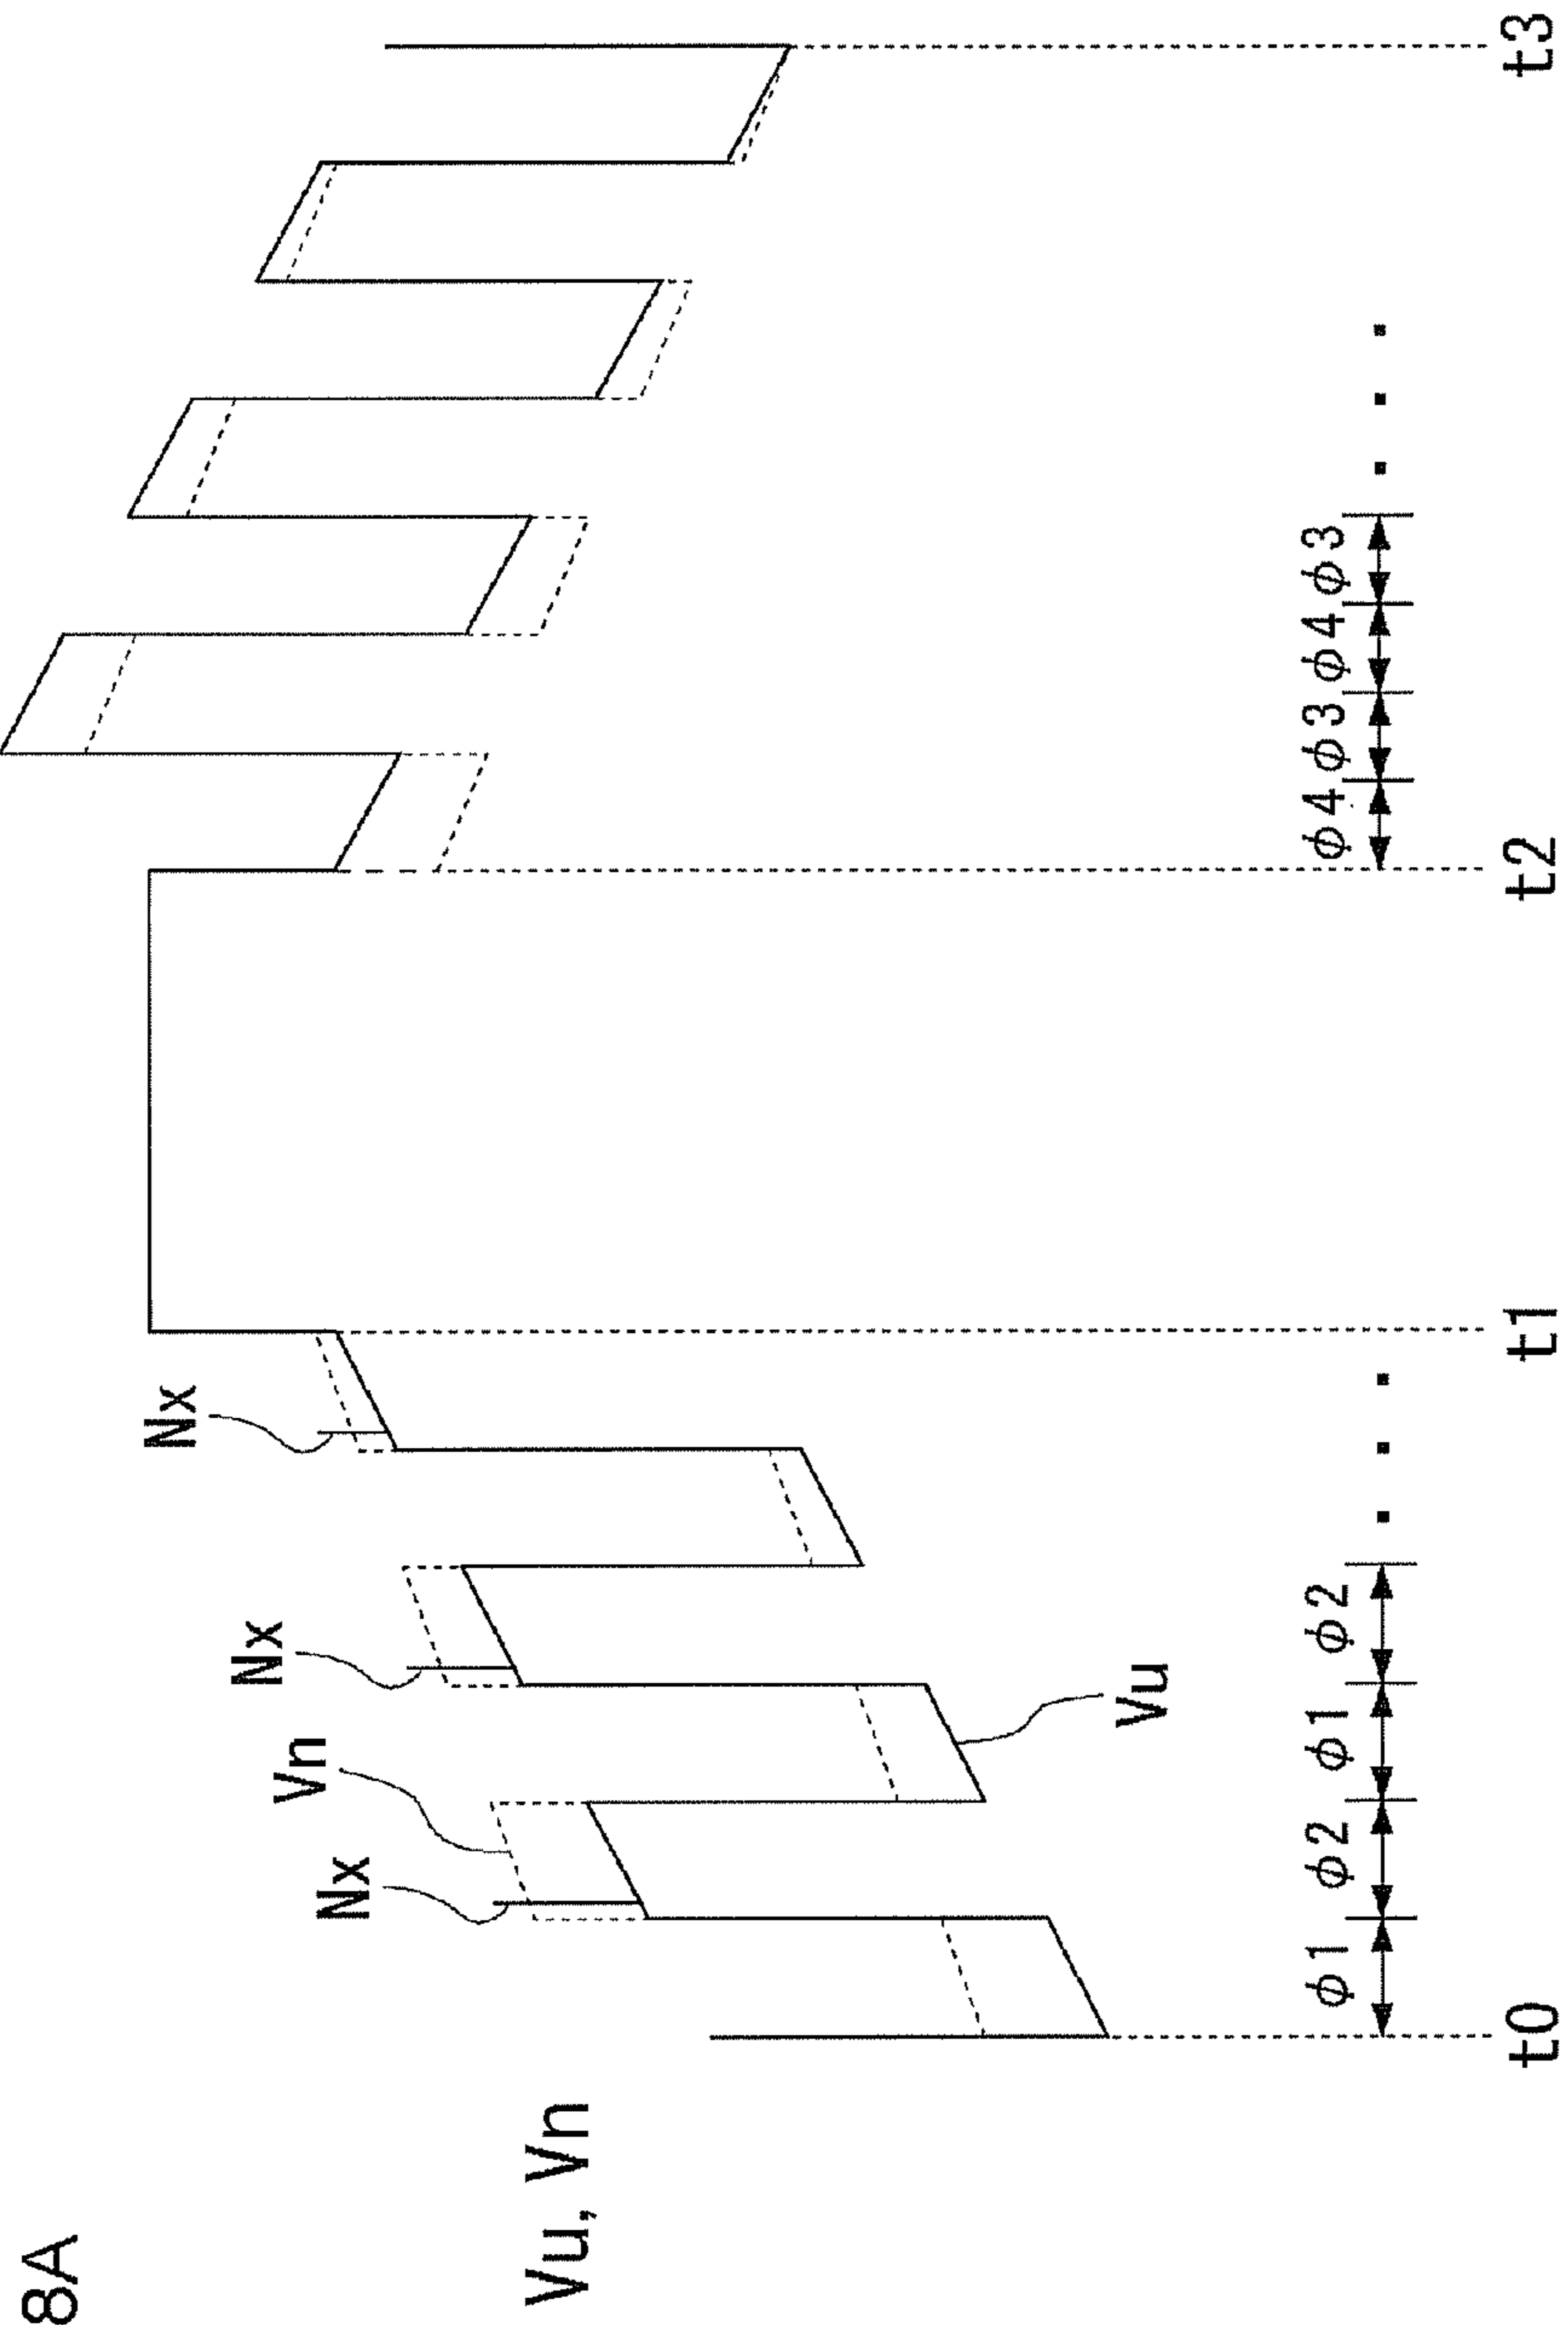 8A
Vu, Vn
Nx
Vn
Nx
Nx
Vu
φ1 φ2 φ1 φ2 ・・・ φ4 φ3 φ4 φ3 ・・・
t0 t1 t2 t3